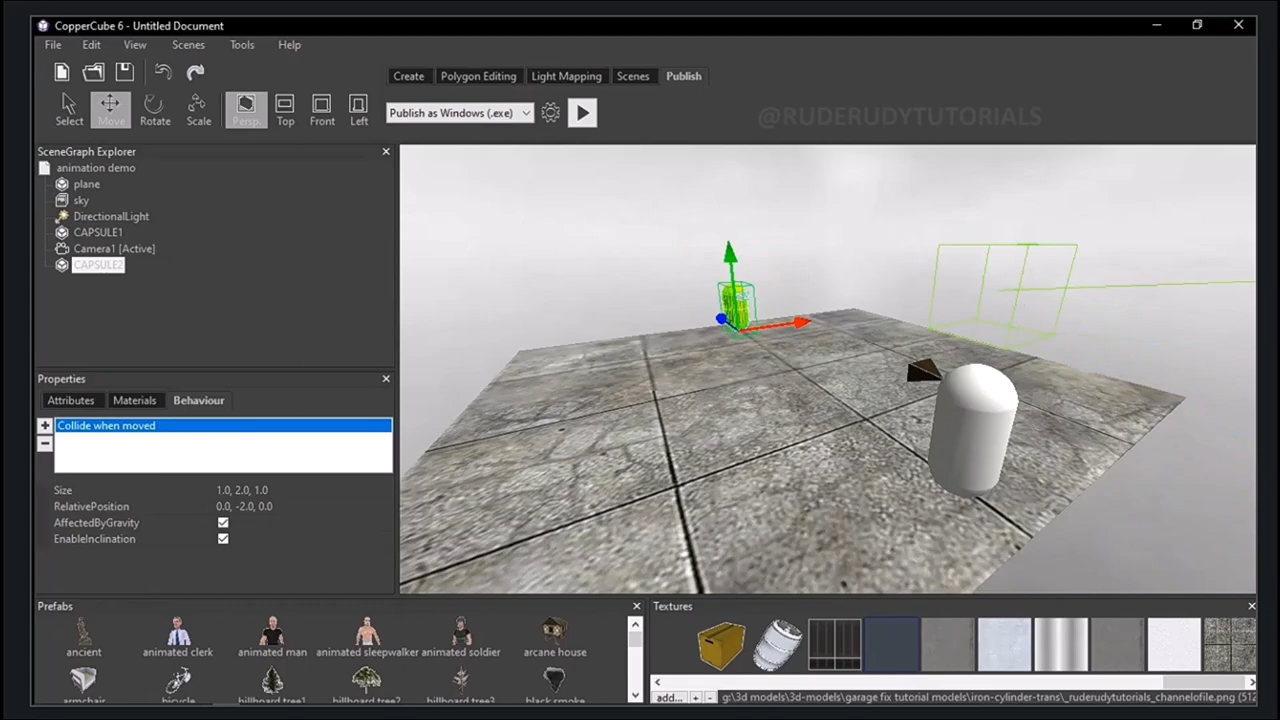 CopperCube 6 - Untitled Document
File Edit View Scenes Tools Help
Create Polygon Editing Light Mapping Scenes Publish
Select Move Rotate Scale Persp. Top Front Left
Publish as Windows (.exe)
@RUDERUDYTUTORIALS
SceneGraph Explorer
animation demo
plane
sky
DirectionalLight
CAPSULE1
Camera1 [Active]
CAPSULE2
Properties
Attributes Materials Behaviour
Collide when moved
Size 1.0, 2.0, 1.0
RelativePosition 0.0, -2.0, 0.0
AffectedByGravity
EnableInclination
Prefabs
ancient animated clerk animated man animated sleepwalker animated soldier arcane house
armchair bicycle billboard tree1 billboard tree2 billboard tree3 black smoke
Textures
add... + - g:\3d models\3d-models\garage fix tutorial models\iron-cylinder-trans\_ruderudytutorials_channelofile.png (512